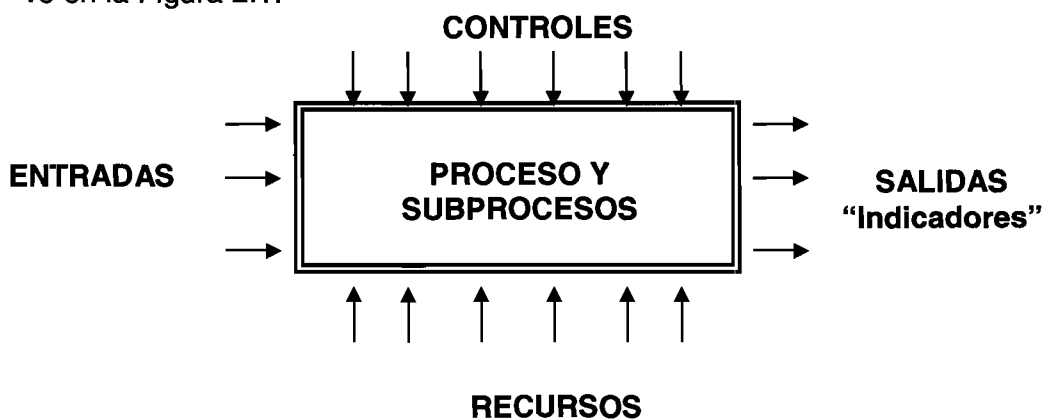 CONTROLES
ENTRADAS
PROCESO Y
SUBPROCESOS
SALIDAS
“Indicadores”
RECURSOS